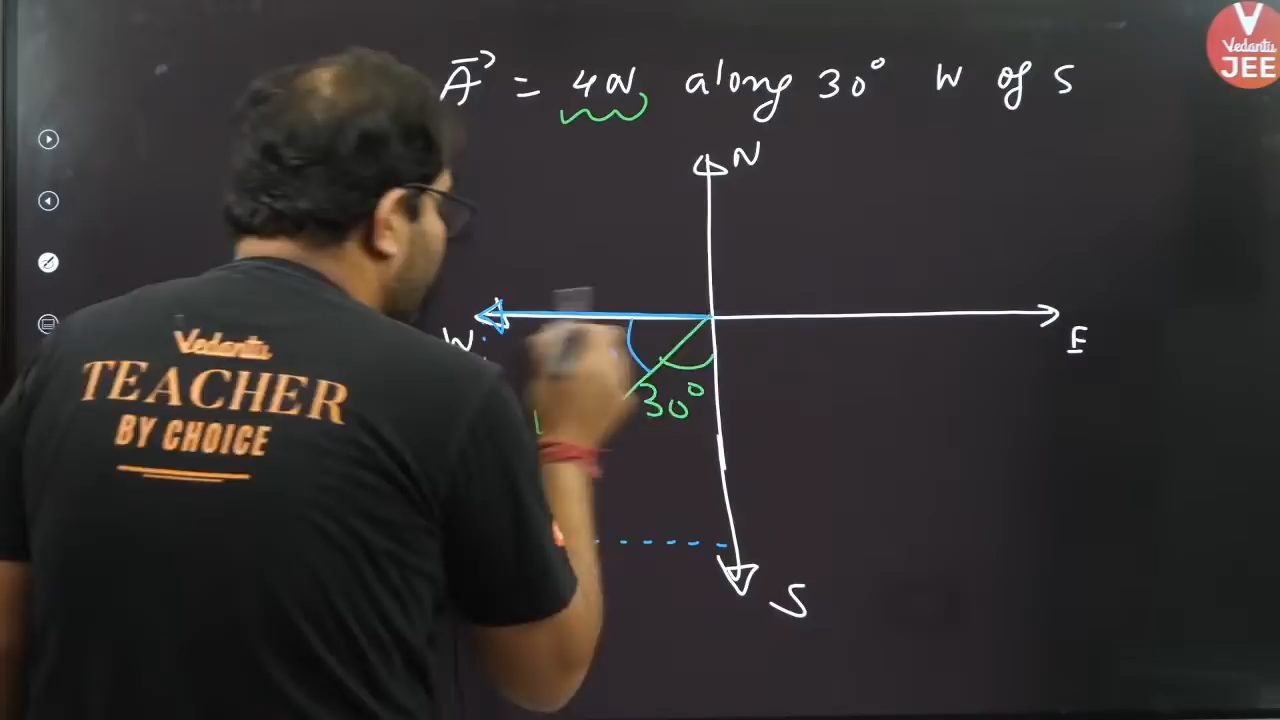 A⃗ = 4N along 30° W of S
Vedantu
JEE
N
W
E
30°
S
Vedantu
TEACHER
BY CHOICE